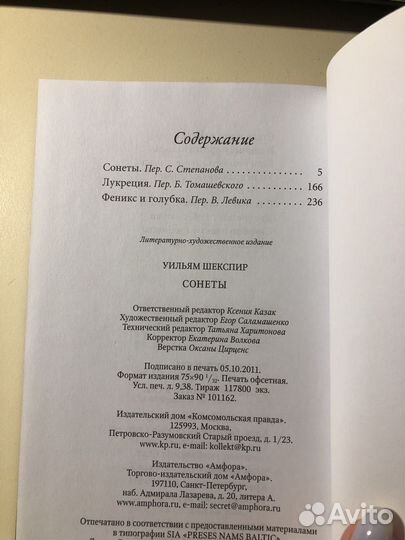 Содержание
Сонеты. Пер. С. Степанова . . . . . . . . . . . . . . . 5
Лукреция. Пер. Б. Томашевского . . . . . . . . . . . 166
Феникс и голубка. Пер. В. Левика . . . . . . . . . . 236
Литературно-художественное издание
УИЛЬЯМ ШЕКСПИР
СОНЕТЫ
Ответственный редактор Ксения Казак
Художественный редактор Егор Саламашенко
Технический редактор Татьяна Харитонова
Корректор Екатерина Волкова
Верстка Оксаны Цирценс
Подписано в печать 05.10.2011.
Формат издания 75×90 1/32. Печать офсетная.
Усл. печ. л. 9,38. Тираж 117800 экз.
Заказ № 101162.
Издательский дом «Комсомольская правда».
125993, Москва,
Петровско-Разумовский Старый проезд, д. 1/23.
www.kp.ru, e-mail: kollekt@kp.ru
Издательство «Амфора».
Торгово-издательский дом «Амфора».
197110, Санкт-Петербург,
наб. Адмирала Лазарева, д. 20, литера А.
www.amphora.ru, e-mail: secret@amphora.ru
Отпечатано в соответствии с предоставленными материалами
в типографии SIA «PRESES NAMS BALTIC»
Avito